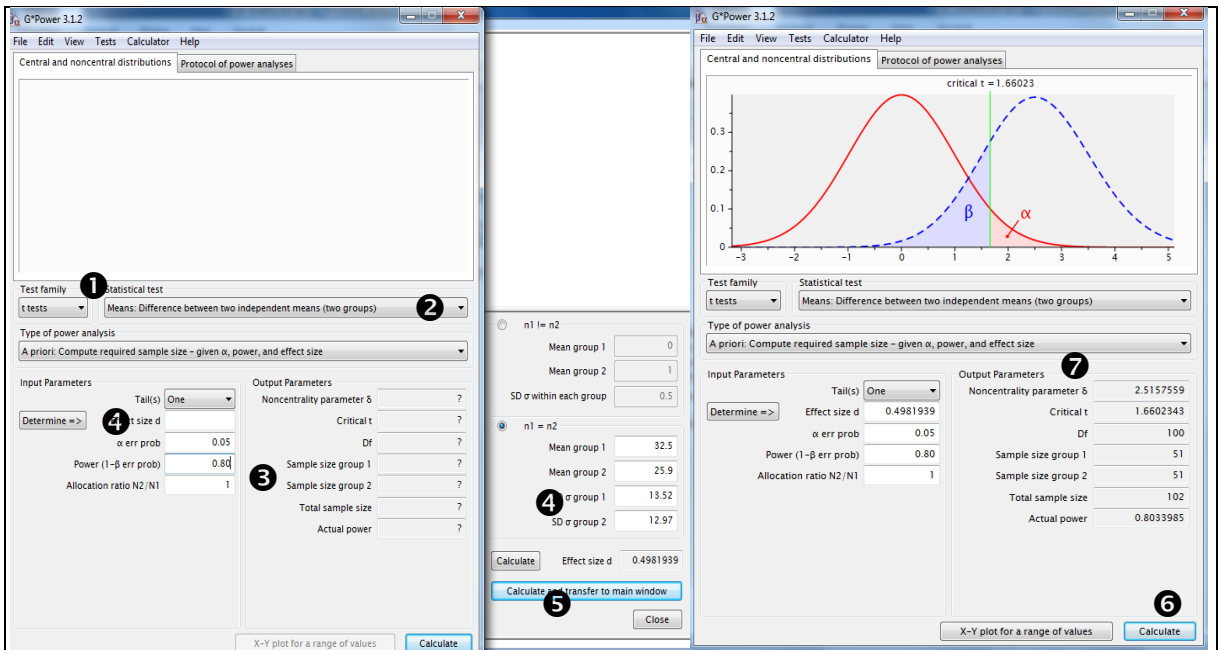 G*Power 3.1.2
File Edit View Tests Calculator Help
Central and noncentral distributions Protocol of power analyses
Test family 1 Statistical test
t tests Means: Difference between two independent means (two groups) 2
Type of power analysis
A priori: Compute required sample size – given α, power, and effect size
Input Parameters
Tail(s) One
Determine => 4 size d
α err prob 0.05
Power (1-β err prob) 0.80
Allocation ratio N2/N1 1
3
Output Parameters
Noncentrality parameter δ ?
Critical t ?
Df ?
Sample size group 1 ?
Sample size group 2 ?
Total sample size ?
Actual power ?
X-Y plot for a range of values Calculate
n1 != n2
Mean group 1 0
Mean group 2 1
SD σ within each group 0.5
n1 = n2
Mean group 1 32.5
Mean group 2 25.9
4 σ group 1 13.52
SD σ group 2 12.97
Calculate Effect size d 0.4981939
Calculate and transfer to main window
5
Close
G*Power 3.1.2
File Edit View Tests Calculator Help
Central and noncentral distributions Protocol of power analyses
critical t = 1.66023
0.3
0.2
0.1
0
β α
-3 -2 -1 0 1 2 3 4 5
Test family Statistical test
t tests Means: Difference between two independent means (two groups)
Type of power analysis
A priori: Compute required sample size – given α, power, and effect size
7
Input Parameters
Tail(s) One
Determine => Effect size d 0.4981939
α err prob 0.05
Power (1-β err prob) 0.80
Allocation ratio N2/N1 1
Output Parameters
Noncentrality parameter δ 2.5157559
Critical t 1.6602343
Df 100
Sample size group 1 51
Sample size group 2 51
Total sample size 102
Actual power 0.8033985
6
X-Y plot for a range of values Calculate